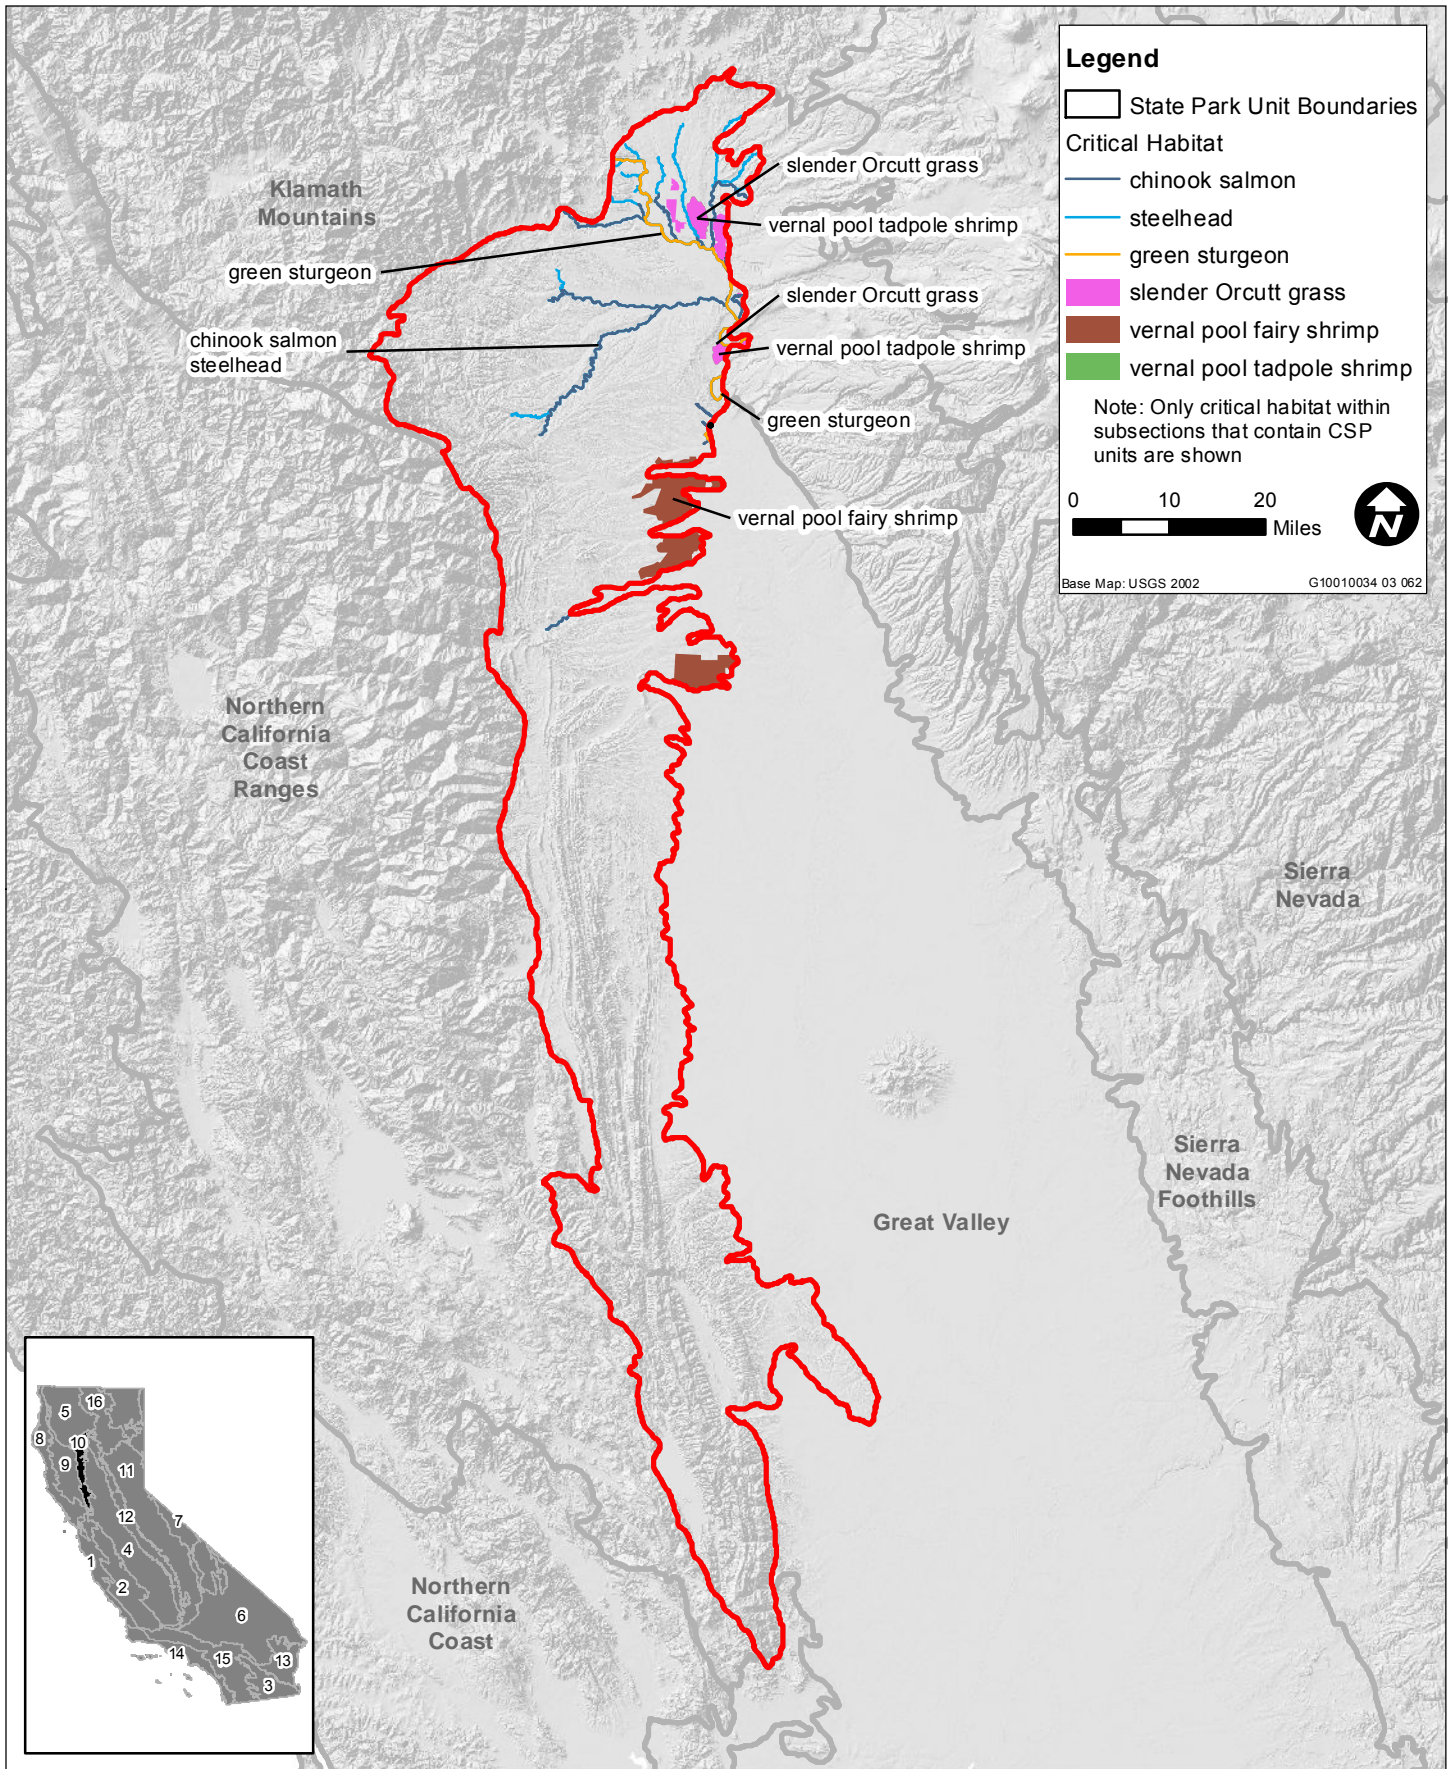 Legend
State Park Unit Boundaries
Critical Habitat
chinook salmon
steelhead
green sturgeon
slender Orcutt grass
vernal pool fairy shrimp
vernal pool tadpole shrimp
Note: Only critical habitat within
subsections that contain CSP
units are shown
0 10 20
Miles
N
Base Map: USGS 2002
G10010034 03 062
Klamath
Mountains
slender Orcutt grass
vernal pool tadpole shrimp
green sturgeon
slender Orcutt grass
chinook salmon
steelhead
vernal pool tadpole shrimp
green sturgeon
vernal pool fairy shrimp
Northern
California
Coast
Ranges
Sierra
Nevada
Sierra
Nevada
Foothills
Great Valley
Northern
California
Coast
16
5
8
10
9
11
12
7
4
1
2
6
14
15
13
3